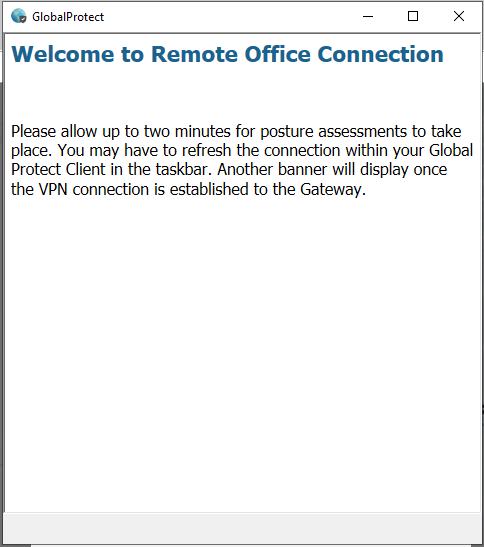 GlobalProtect
Welcome to Remote Office Connection
Please allow up to two minutes for posture assessments to take
place. You may have to refresh the connection within your Global
Protect Client in the taskbar. Another banner will display once
the VPN connection is established to the Gateway.